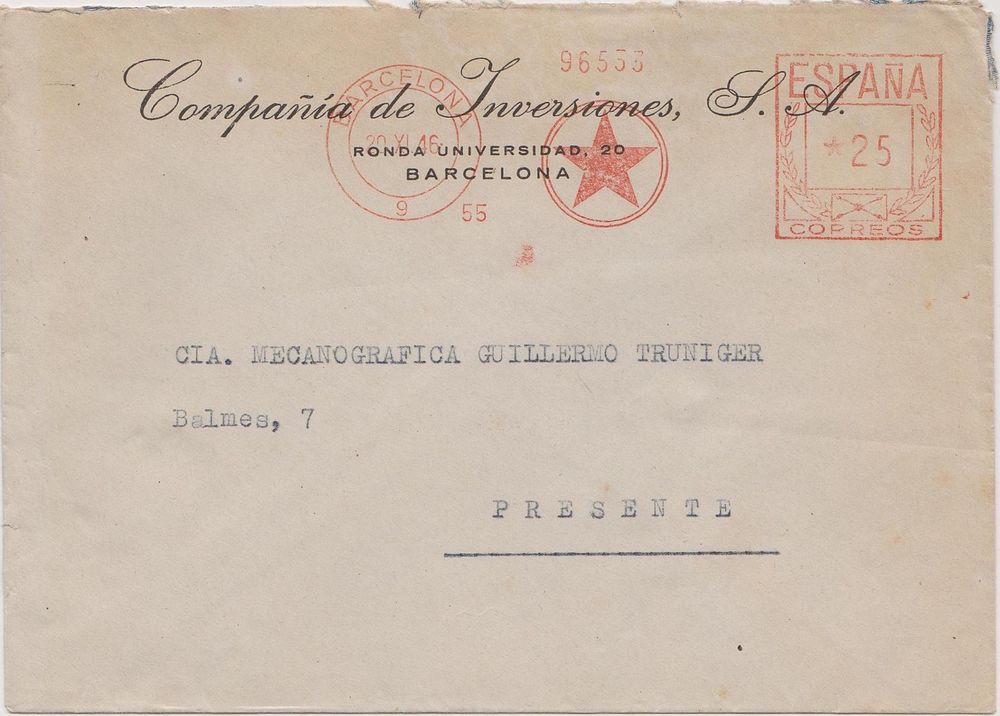 96533
Compañía de Inversiones, S. A.
RONDA UNIVERSIDAD, 20
BARCELONA
BARCELONA
20 XI 46
9
55
ESPAÑA
*25
CORREOS
CIA. MECANOGRAFICA GUILLERMO TRUNIGER
Balmes, 7
PRESENTE